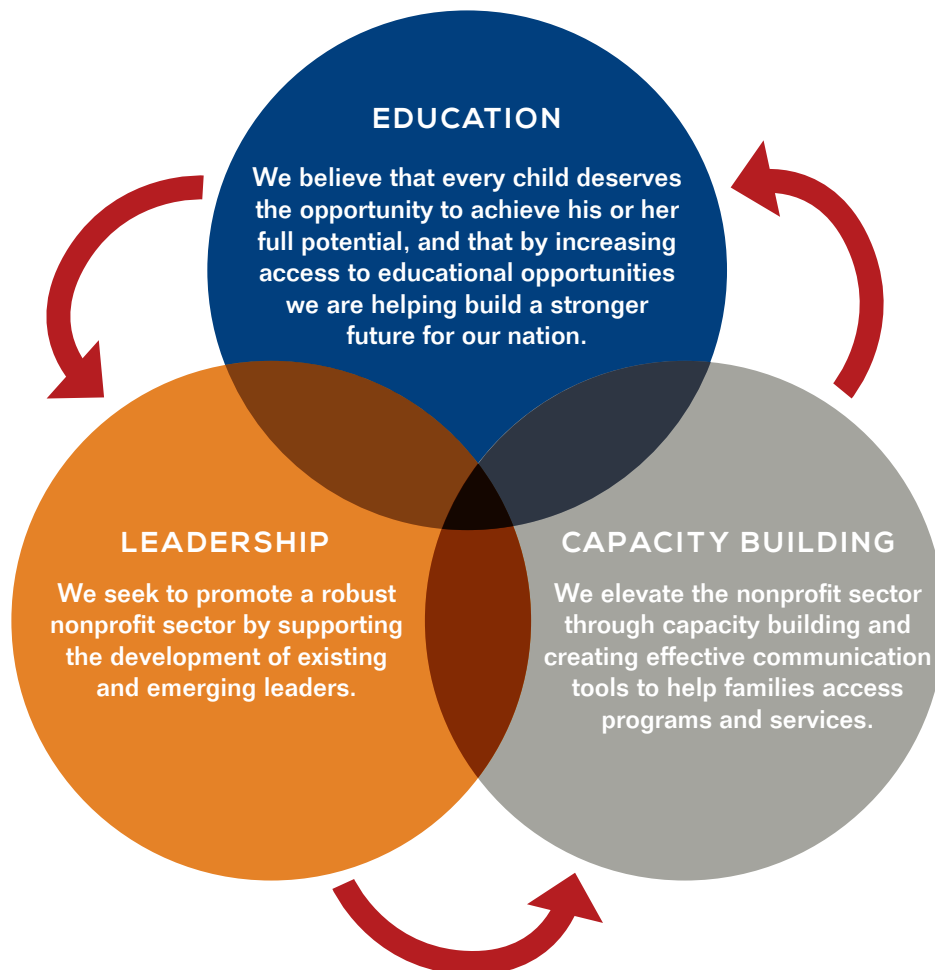 EDUCATION
We believe that every child deserves
the opportunity to achieve his or her
full potential, and that by increasing
access to educational opportunities
we are helping build a stronger
future for our nation.
LEADERSHIP
We seek to promote a robust
nonprofit sector by supporting
the development of existing
and emerging leaders.
CAPACITY BUILDING
We elevate the nonprofit sector
through capacity building and
creating effective communication
tools to help families access
programs and services.